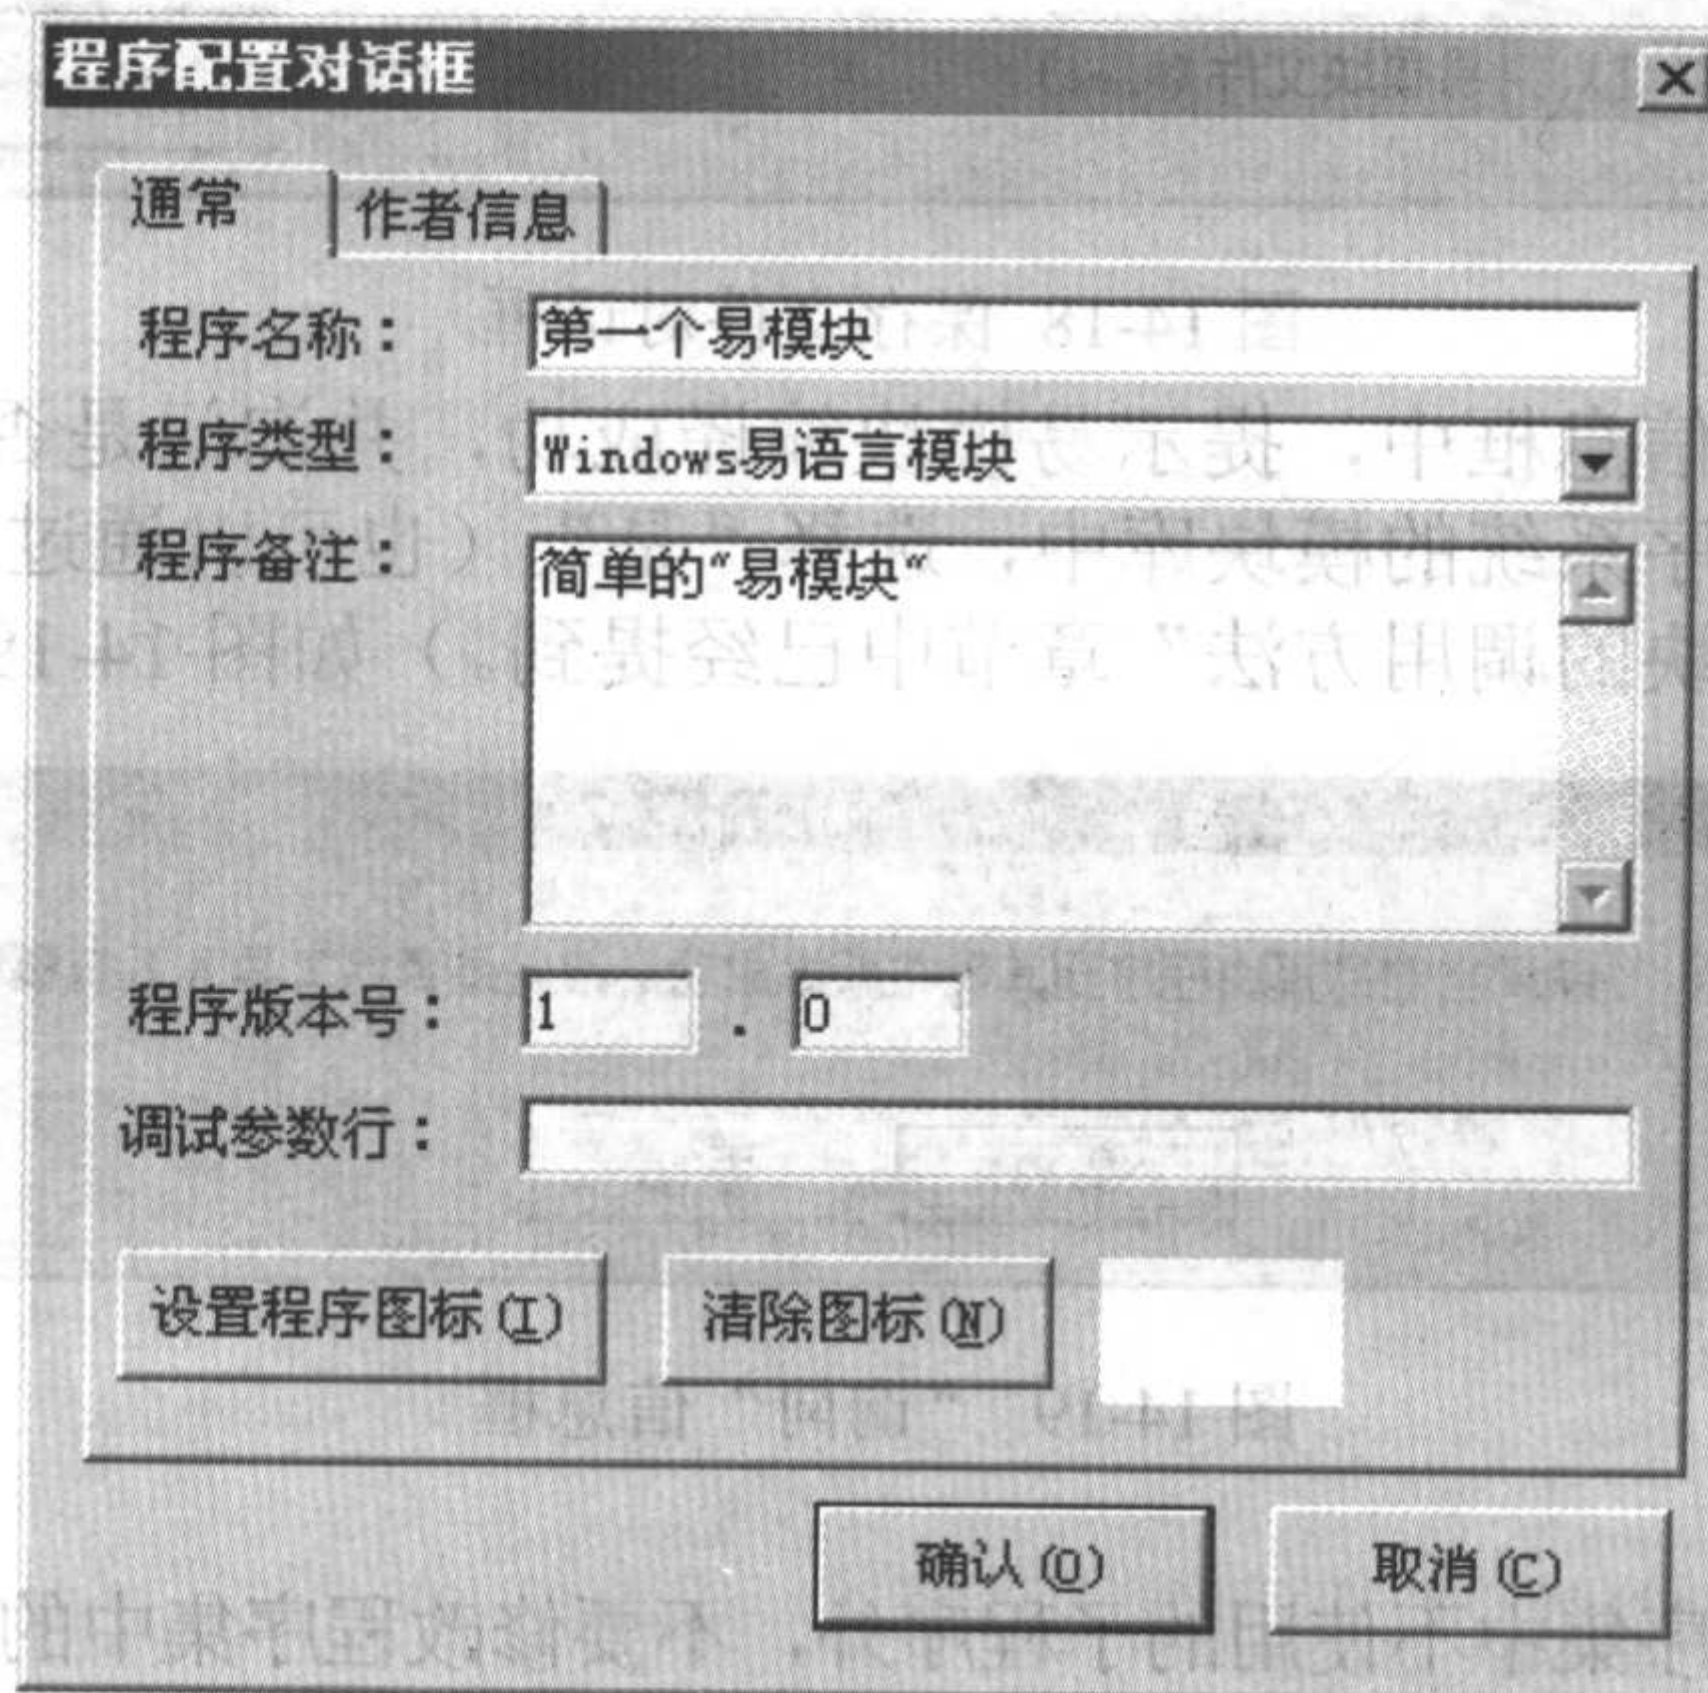 程序配置对话框
通常 作者信息
程序名称： 第一个易模块
程序类型： Windows易语言模块
程序备注： 简单的"易模块"
程序版本号： 1 . 0
调试参数行：
设置程序图标(I) 清除图标(N)
确认(O) 取消(C)